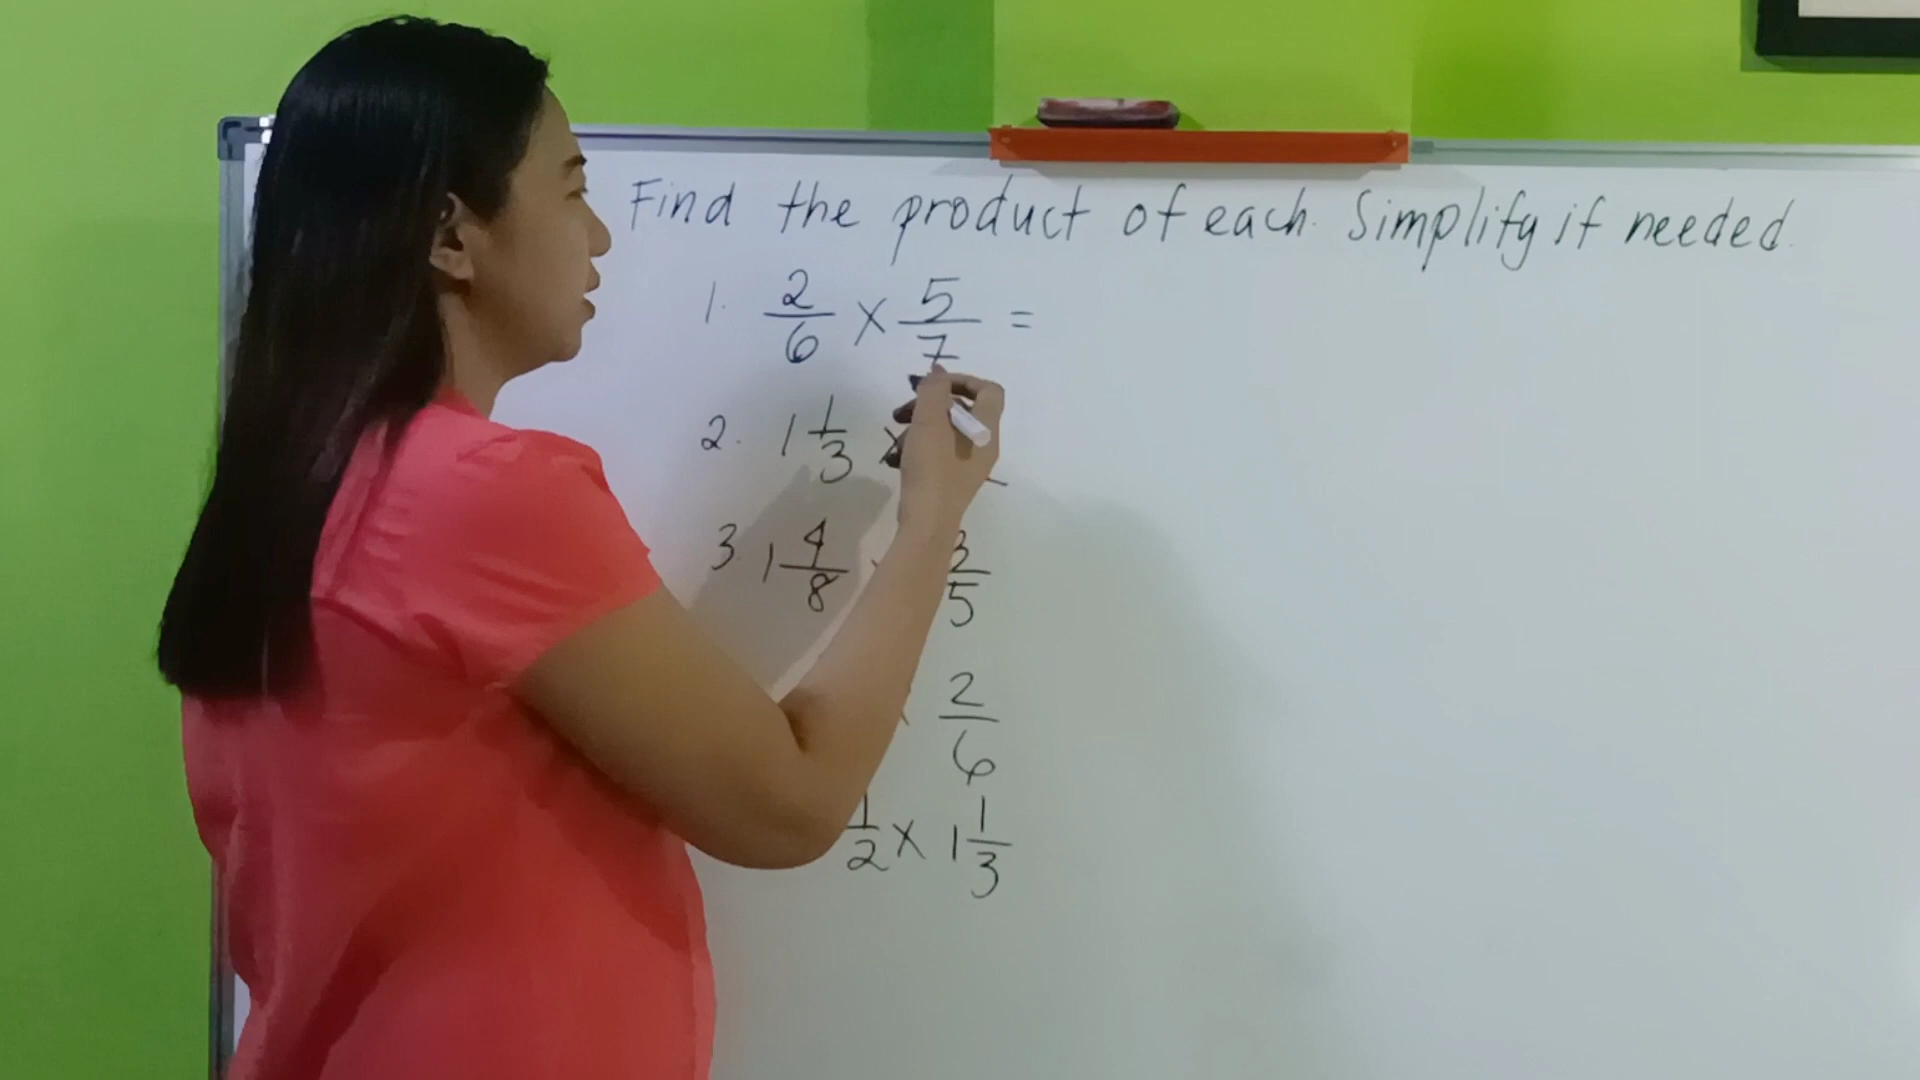 Find the product of each. Simplify if needed.
1. 2/6 X 5/7 =
2. 1 1/3 X
3. 1 4/8 3/5
2/6
1/2 X 1 1/3